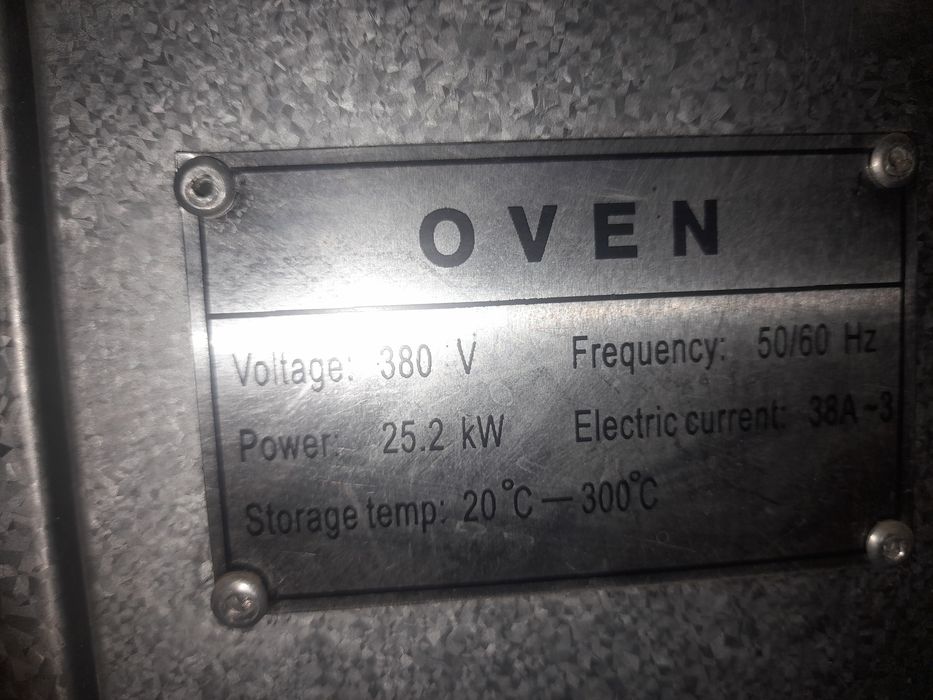 OVEN
Voltage: 380 V Frequency: 50/60 Hz
Power: 25.2 kW Electric current: 38A~3
Storage temp: 20°C—300°C